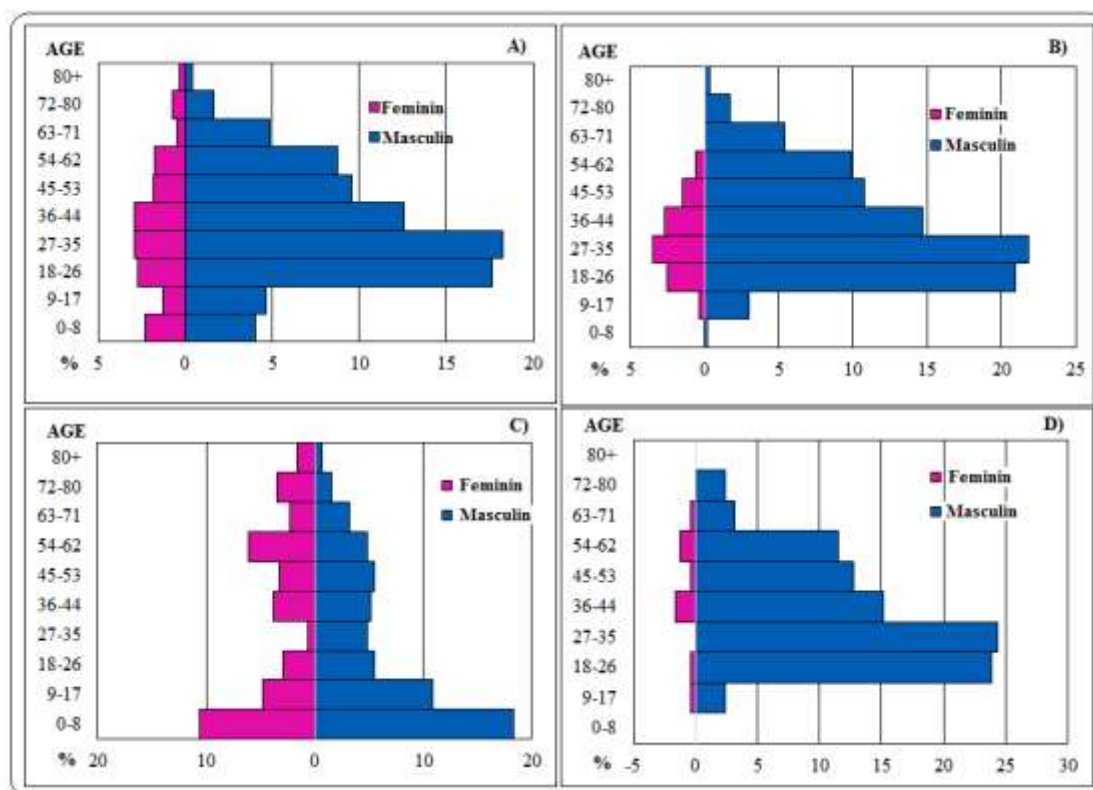 AGE
A)
80+
72-80
63-71
54-62
45-53
36-44
27-35
18-26
9-17
0-8
Feminin
Masculin
% 5 0 5 10 15 20
AGE
B)
80+
72-80
63-71
54-62
45-53
36-44
27-35
18-26
9-17
0-8
Feminin
Masculin
% 5 0 5 10 15 20 25
AGE
C)
80+
72-80
63-71
54-62
45-53
36-44
27-35
18-26
9-17
0-8
Feminin
Masculin
% 20 10 0 10 20
AGE
D)
80+
72-80
63-71
54-62
45-53
36-44
27-35
18-26
9-17
0-8
Feminin
Masculin
% -5 0 5 10 15 20 25 30